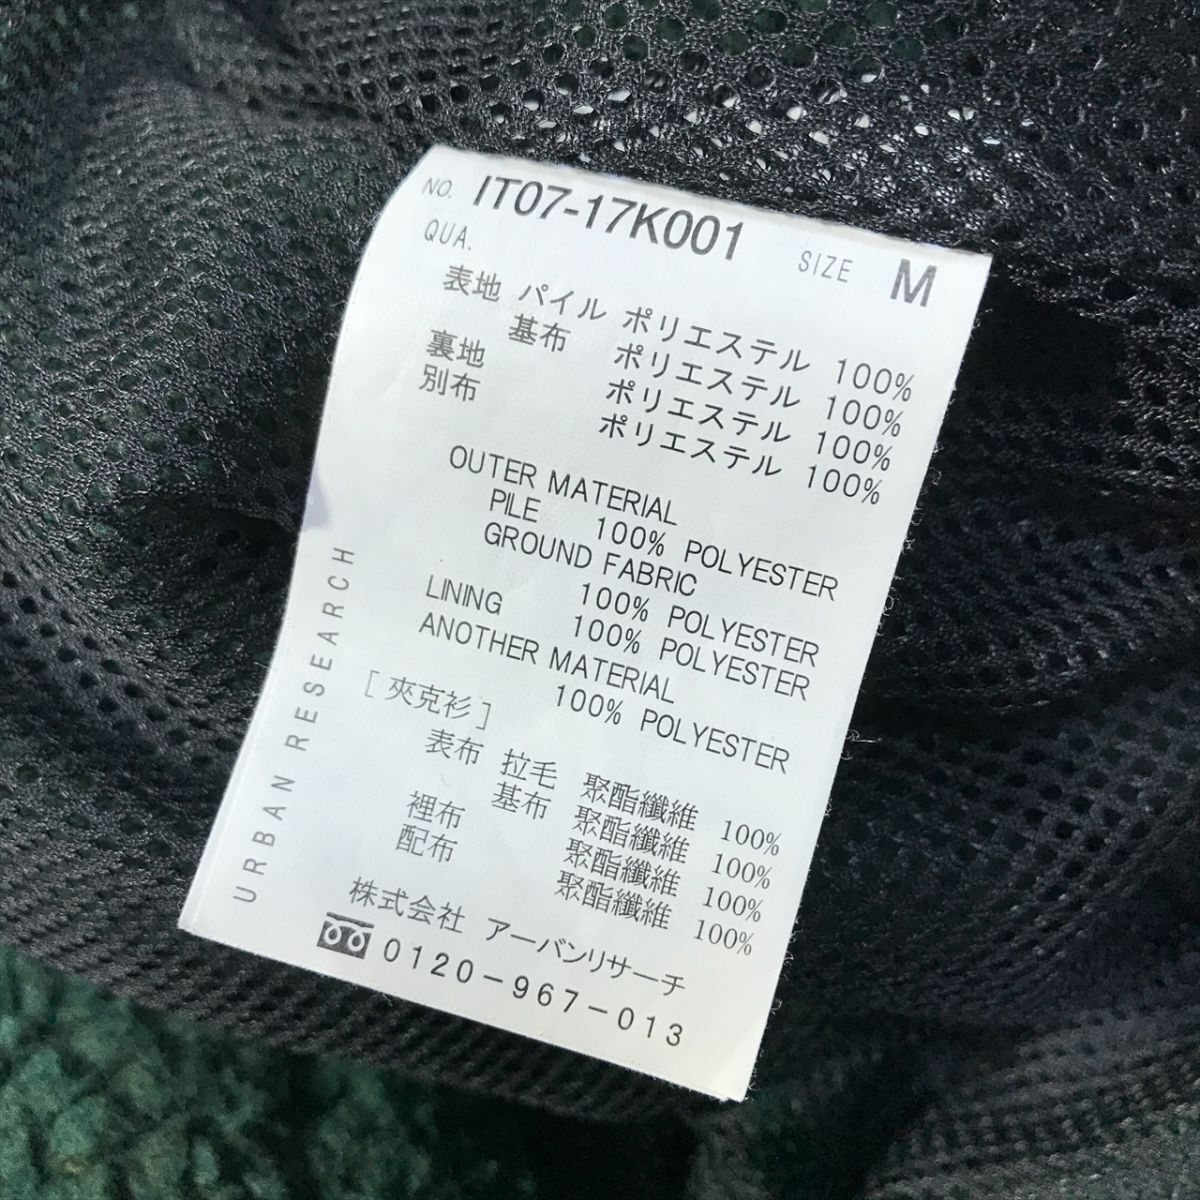 NO. IT07-17K001 SIZE M
QUA.
表地 パイル ポリエステル 100%
基布 ポリエステル 100%
裏地 ポリエステル 100%
別布 ポリエステル 100%
OUTER MATERIAL
PILE 100% POLYESTER
GROUND FABRIC
100% POLYESTER
LINING 100% POLYESTER
ANOTHER MATERIAL
100% POLYESTER
[ 夾克衫 ]
表布 拉毛 聚酯纖維 100%
基布 聚酯纖維 100%
裡布 聚酯纖維 100%
配布 聚酯纖維 100%
株式会社 アーバンリサーチ
0120-967-013
URBAN RESEARCH